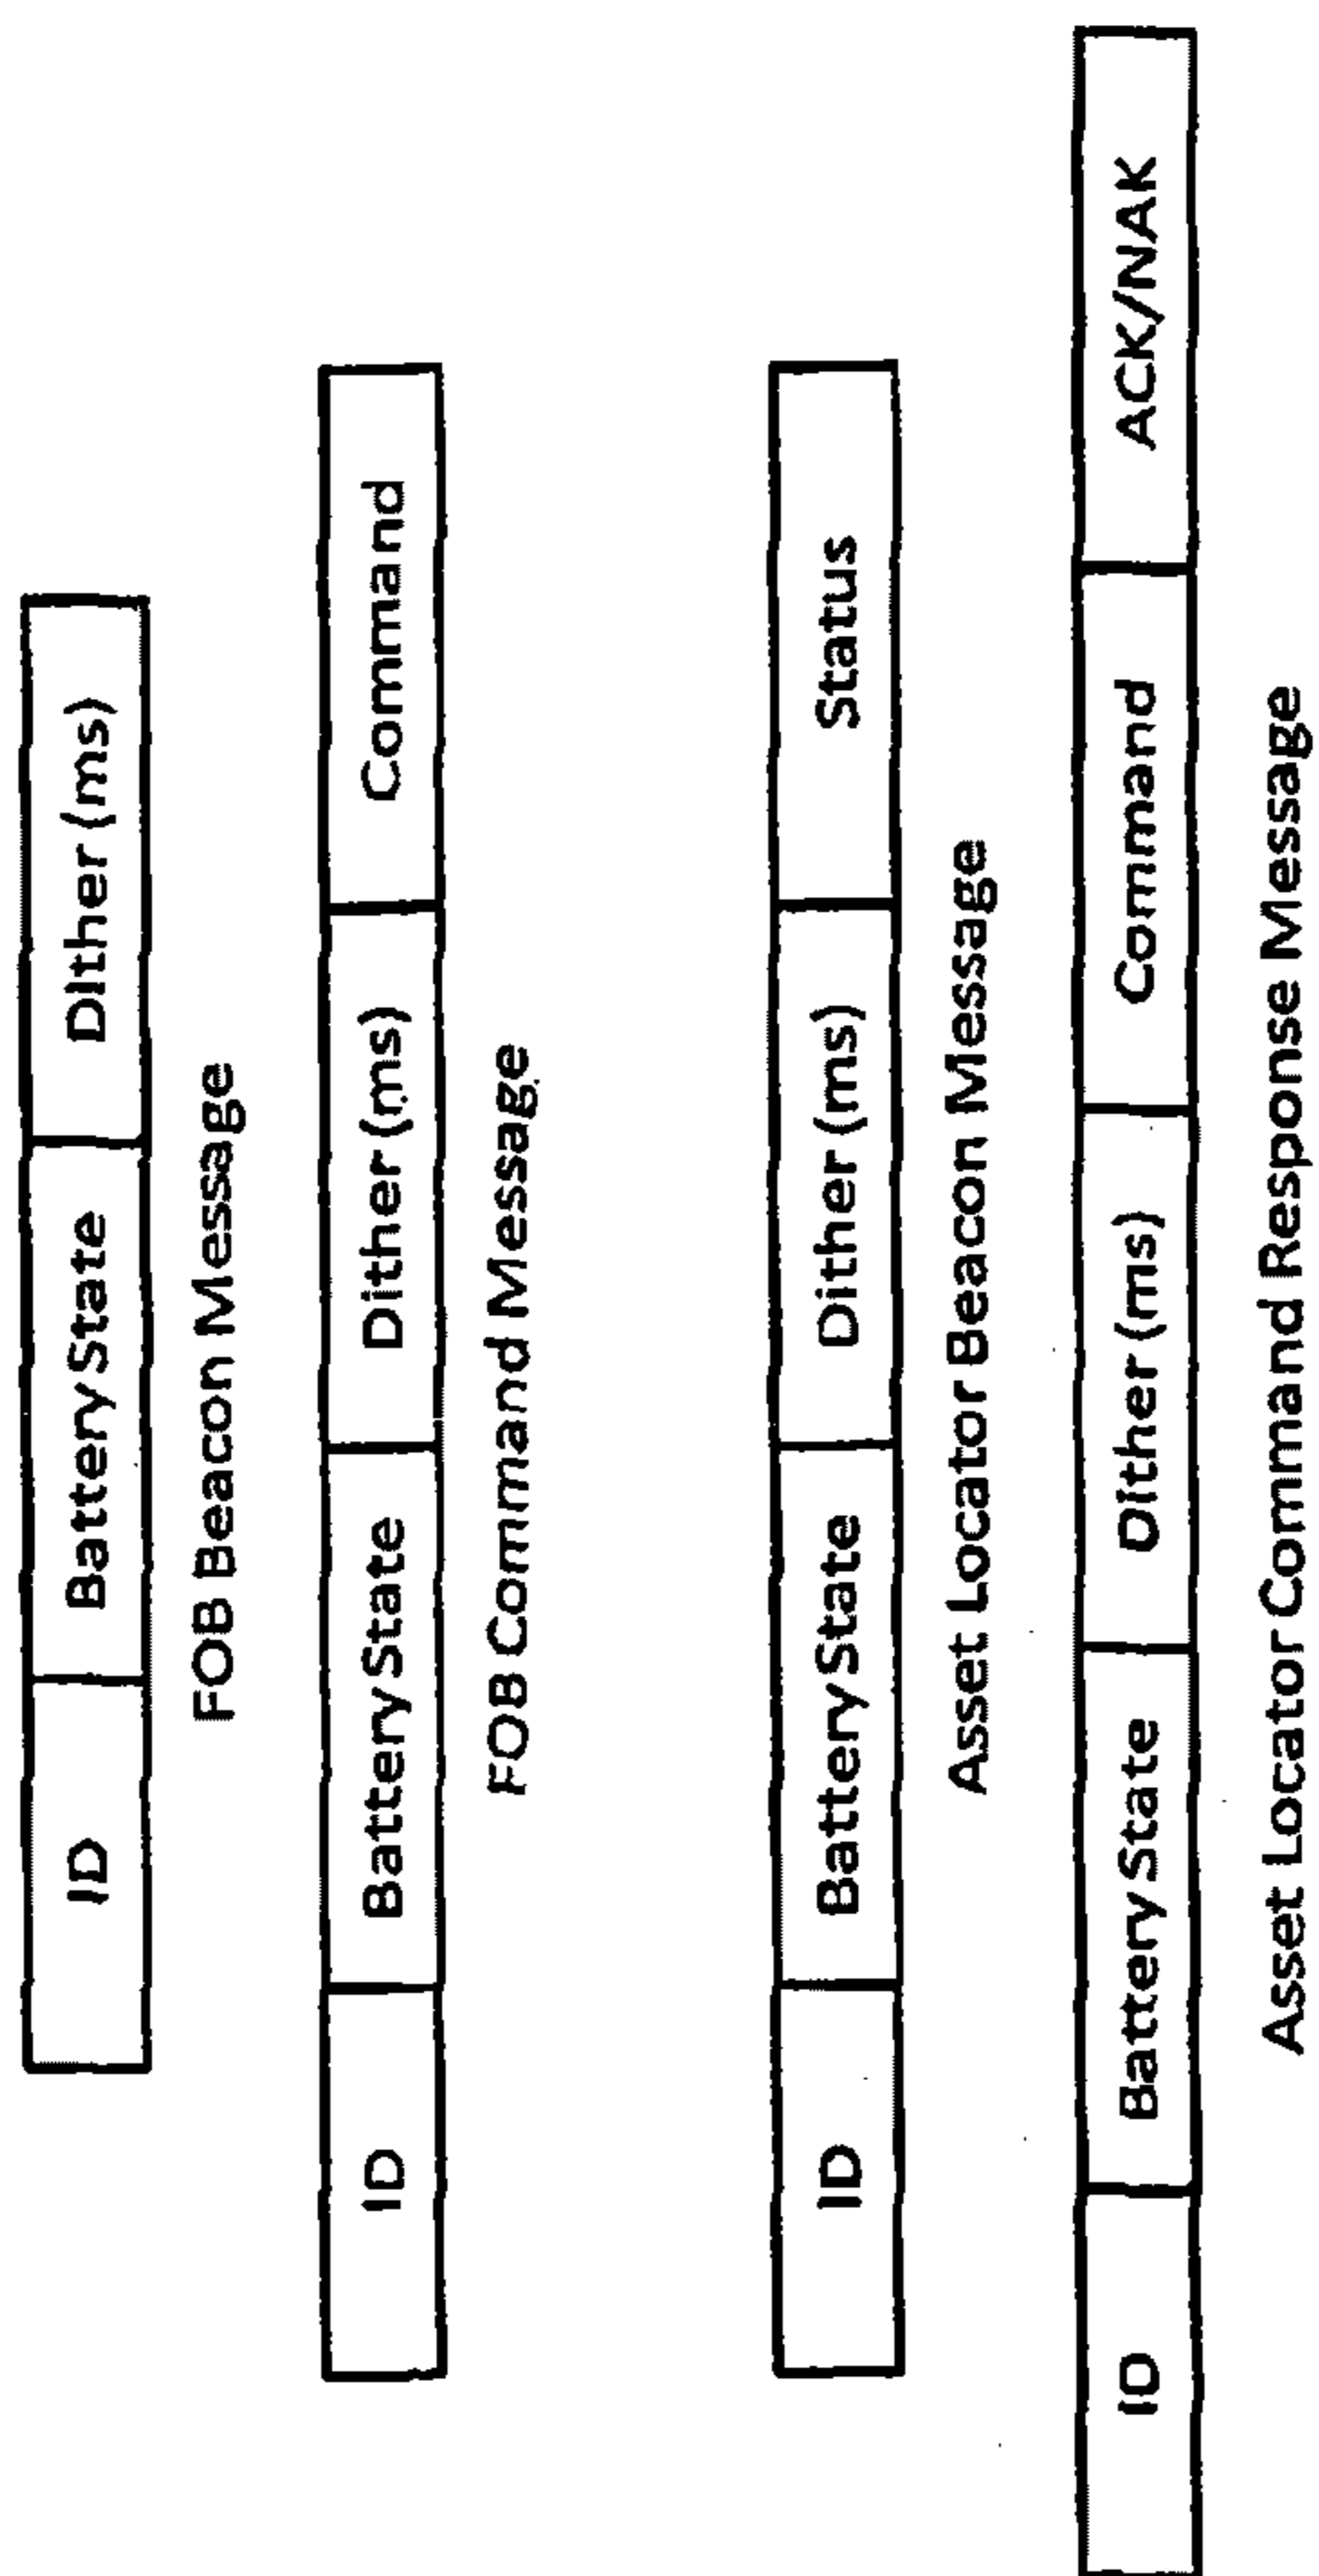 ID Battery State Dither (ms)
FOB Beacon Message
ID Battery State Dither (ms) Command
FOB Command Message
ID Battery State Dither (ms) Status
Asset Locator Beacon Message
ID Battery State Dither (ms) Command ACK/NAK
Asset Locator Command Response Message